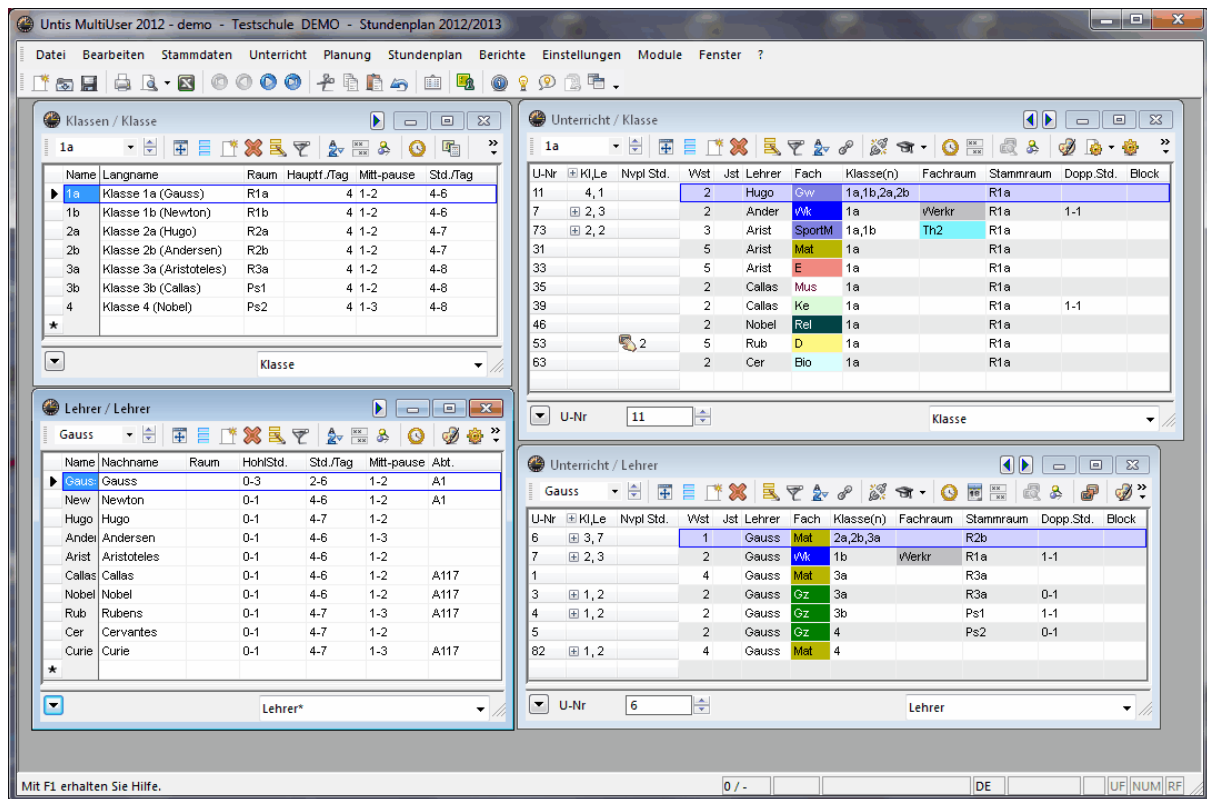 Untis MultiUser 2012 - demo - Testschule DEMO - Stundenplan 2012/2013
Datei Bearbeiten Stammdaten Unterricht Planung Stundenplan Berichte Einstellungen Module Fenster ?
Klassen / Klasse
1a
Name Langname Raum Hauptf./Tag Mitt-pause Std./Tag
1a Klasse 1a (Gauss) R1a 4 1-2 4-6
1b Klasse 1b (Newton) R1b 4 1-2 4-6
2a Klasse 2a (Hugo) R2a 4 1-2 4-7
2b Klasse 2b (Andersen) R2b 4 1-2 4-7
3a Klasse 3a (Aristoteles) R3a 4 1-2 4-8
3b Klasse 3b (Callas) Ps1 4 1-2 4-8
4 Klasse 4 (Nobel) Ps2 4 1-3 4-8
*
Klasse
Unterricht / Klasse
1a
U-Nr Kl,Le Nvpl Std. Wst Jst Lehrer Fach Klasse(n) Fachraum Stammraum Dopp.Std. Block
11 4, 1 2 Hugo Gw 1a,1b,2a,2b R1a
7 2, 3 2 Ander Wk 1a Werkr R1a 1-1
73 2, 2 3 Arist SportM 1a,1b Th2 R1a
31 5 Arist Mat 1a R1a
33 5 Arist E 1a R1a
35 2 Callas Mus 1a R1a
39 2 Callas Ke 1a R1a 1-1
46 2 Nobel Rel 1a R1a
53 2 5 Rub D 1a R1a
63 2 Cer Bio 1a R1a
U-Nr 11 Klasse
Lehrer / Lehrer
Gauss
Name Nachname Raum HohlStd. Std./Tag Mitt-pause Abt.
Gaus Gauss 0-3 2-6 1-2 A1
New Newton 0-1 4-6 1-2 A1
Hugo Hugo 0-1 4-7 1-2
Ander Andersen 0-1 4-6 1-3
Arist Aristoteles 0-1 4-6 1-2
Callas Callas 0-1 4-6 1-2 A117
Nobel Nobel 0-1 4-6 1-2 A117
Rub Rubens 0-1 4-7 1-3 A117
Cer Cervantes 0-1 4-7 1-2
Curie Curie 0-1 4-7 1-3 A117
*
Lehrer*
Unterricht / Lehrer
Gauss
U-Nr Kl,Le Nvpl Std. Wst Jst Lehrer Fach Klasse(n) Fachraum Stammraum Dopp.Std. Block
6 3, 7 1 Gauss Mat 2a,2b,3a R2b
7 2, 3 2 Gauss Wk 1b Werkr R1a 1-1
1 4 Gauss Mat 3a R3a
3 1, 2 2 Gauss Gz 3a R3a 0-1
4 1, 2 2 Gauss Gz 3b Ps1 1-1
5 2 Gauss Gz 4 Ps2 0-1
82 1, 2 4 Gauss Mat 4
U-Nr 6 Lehrer
Mit F1 erhalten Sie Hilfe. 0 / - DE UF NUM RF